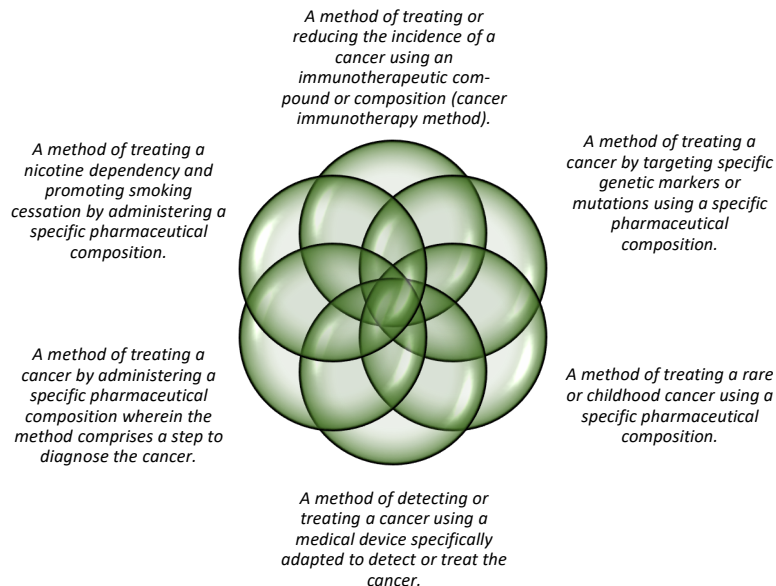 A method of treating or
reducing the incidence of a
cancer using an
immunotherapeutic com-
pound or composition (cancer
immunotherapy method).
A method of treating a
cancer by targeting specific
genetic markers or
mutations using a specific
pharmaceutical
composition.
A method of treating a rare
or childhood cancer using a
specific pharmaceutical
composition.
A method of detecting or
treating a cancer using a
medical device specifically
adapted to detect or treat the
cancer.
A method of treating a
cancer by administering a
specific pharmaceutical
composition wherein the
method comprises a step to
diagnose the cancer.
A method of treating a
nicotine dependency and
promoting smoking
cessation by administering a
specific pharmaceutical
composition.